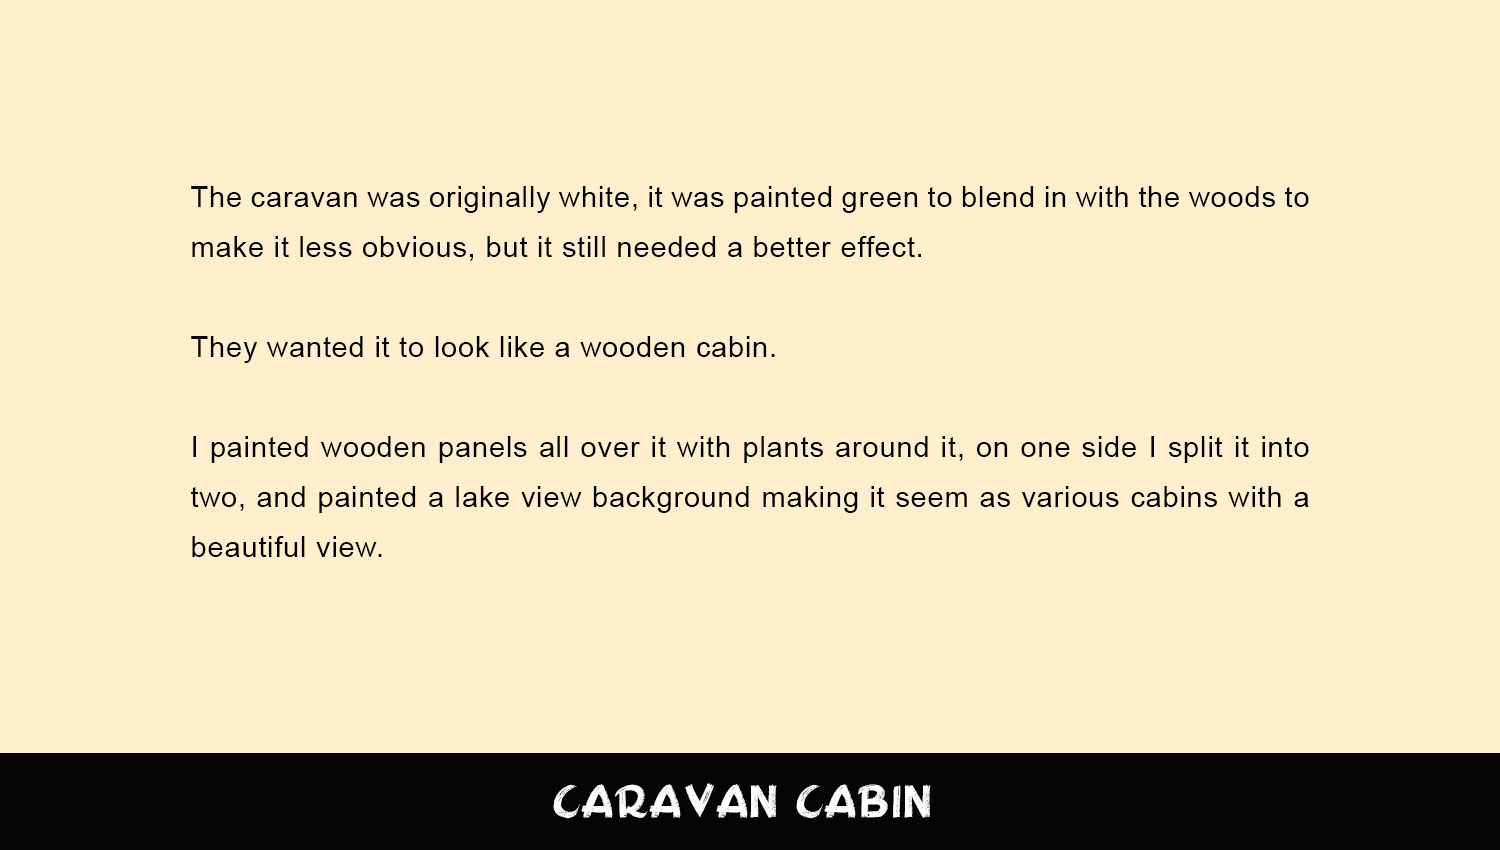 The caravan was originally white, it was painted green to blend in with the woods to
make it less obvious, but it still needed a better effect.
They wanted it to look like a wooden cabin.
I painted wooden panels all over it with plants around it, on one side I split it into
two, and painted a lake view background making it seem as various cabins with a
beautiful view.
CARAVAN CABIN